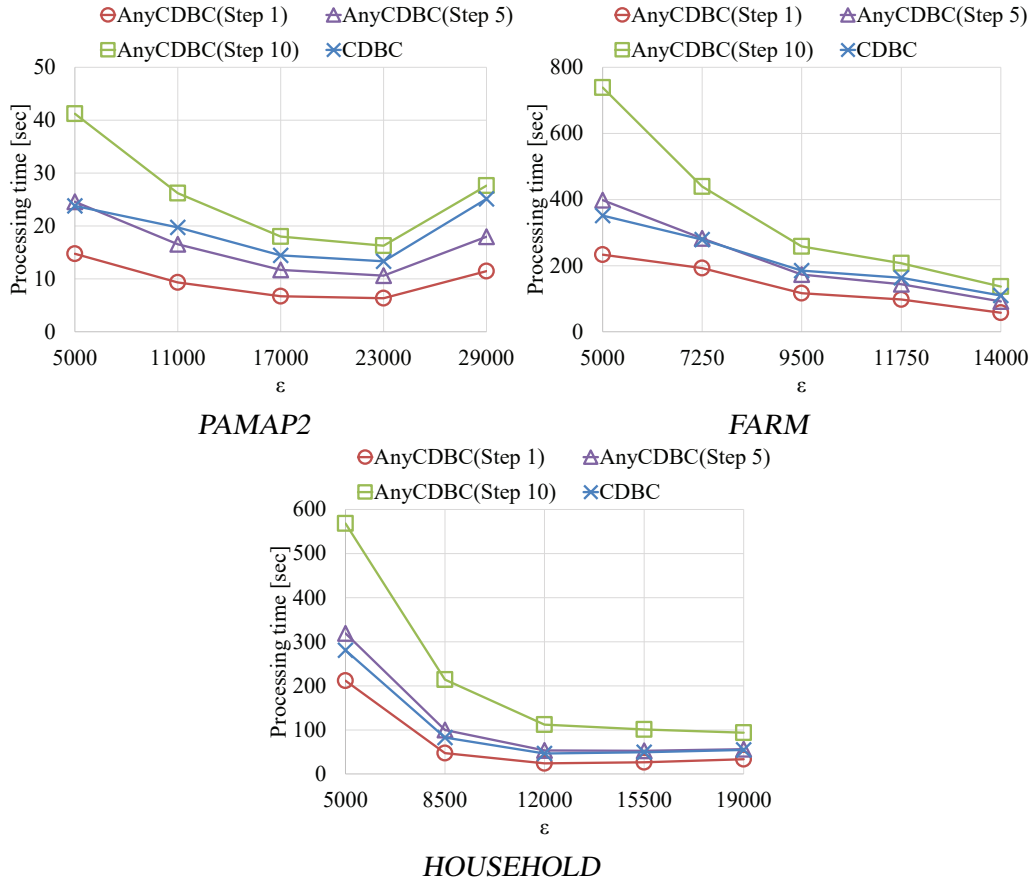 AnyCDBC(Step 1) AnyCDBC(Step 5)
AnyCDBC(Step 10) CDBC
Processing time [sec]
50
40
30
20
10
0
5000 11000 17000 23000 29000
ε
PAMAP2
AnyCDBC(Step 1) AnyCDBC(Step 5)
AnyCDBC(Step 10) CDBC
Processing time [sec]
800
600
400
200
0
5000 7250 9500 11750 14000
ε
FARM
AnyCDBC(Step 1) AnyCDBC(Step 5)
AnyCDBC(Step 10) CDBC
Processing time [sec]
600
500
400
300
200
100
0
5000 8500 12000 15500 19000
ε
HOUSEHOLD